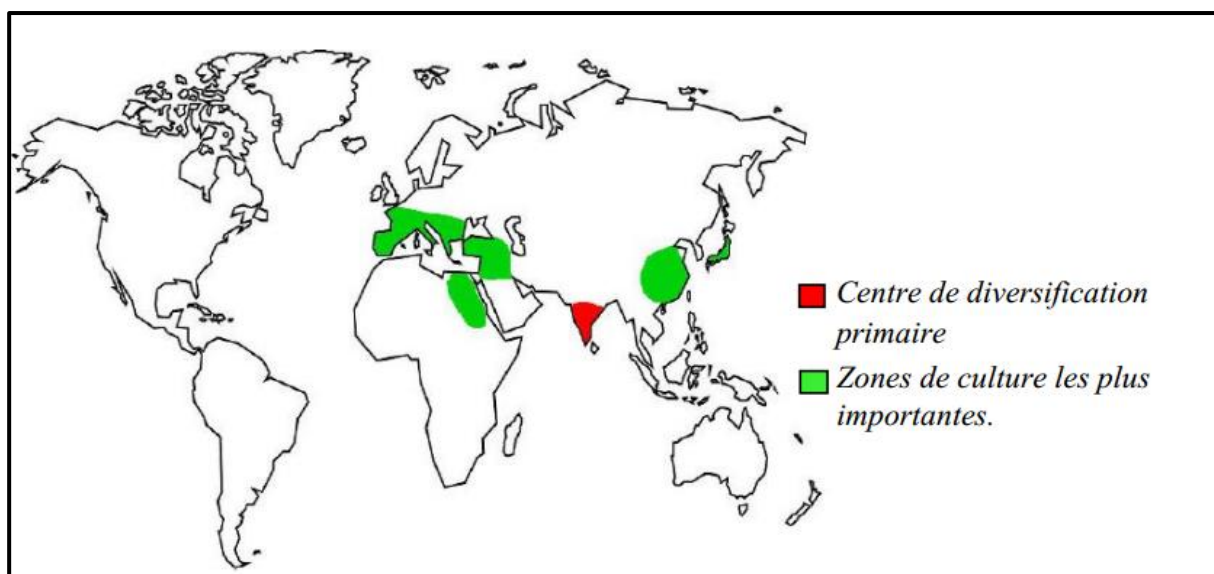 Centre de diversification
primaire
Zones de culture les plus
importantes.